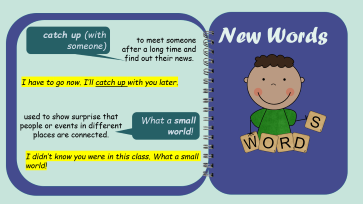 New Words
catch up (with
someone)
to meet someone
after a long time and
find out their news.
I have to go now. I'll catch up with you later.
used to show surprise that
people or events in different
places are connected.
What a small
world!
I didn't know you were in this class. What a small
world!
WORDS